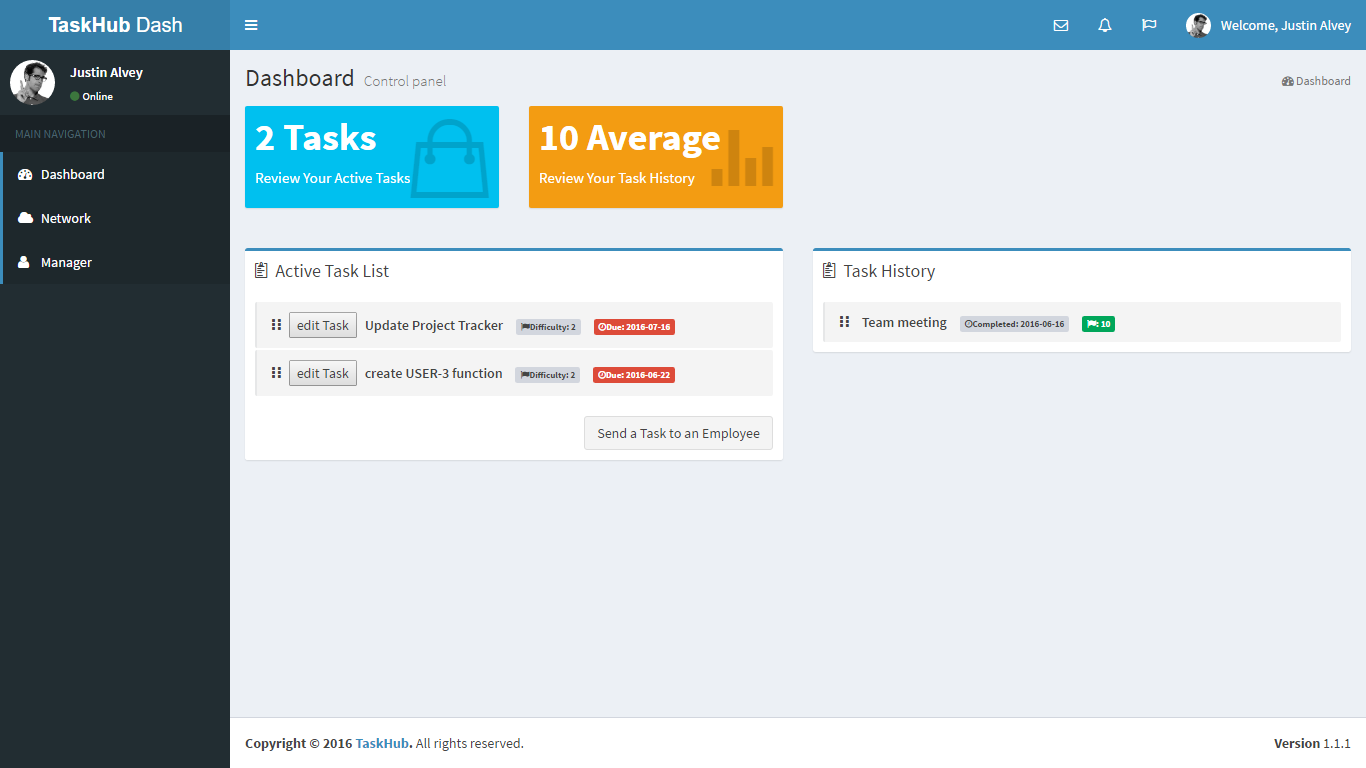 TaskHub Dash
Welcome, Justin Alvey
Justin Alvey
Online
MAIN NAVIGATION
Dashboard
Network
Manager
Dashboard Control panel
Dashboard
2 Tasks
Review Your Active Tasks
10 Average
Review Your Task History
Active Task List
edit Task Update Project Tracker Difficulty: 2 Due: 2016-07-16
edit Task create USER-3 function Difficulty: 2 Due: 2016-06-22
Send a Task to an Employee
Task History
Team meeting Completed: 2016-06-16 : 10
Copyright © 2016 TaskHub. All rights reserved.
Version 1.1.1